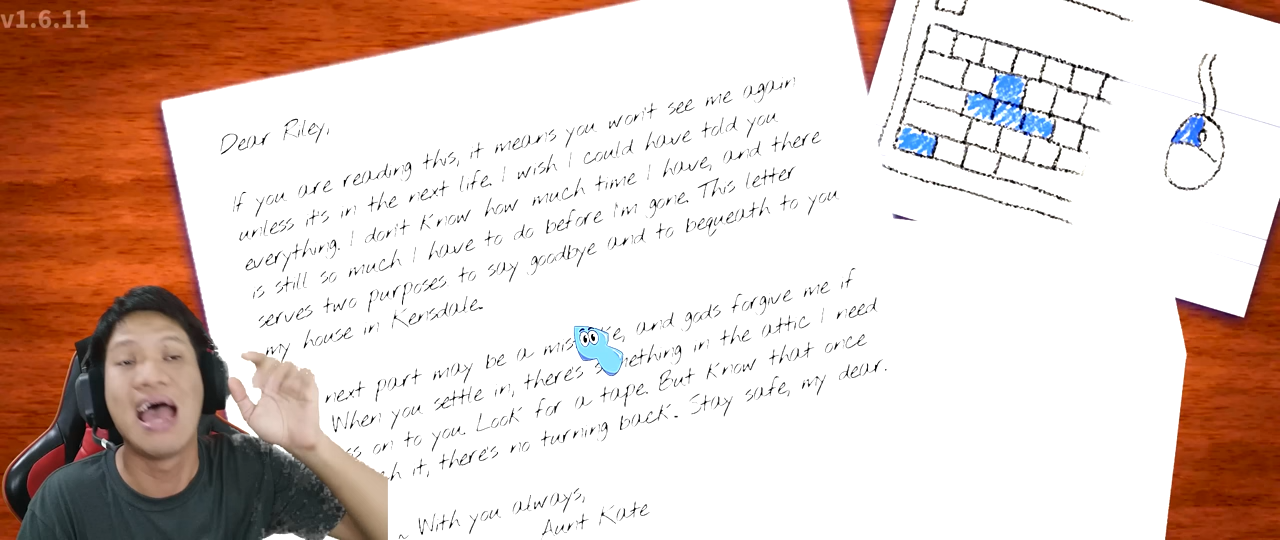 v1.6.11
Dear Riley,
If you are reading this, it means you won't see me again
unless it's in the next life. I wish I could have told you
everything. I don't know how much time I have, and there
is still so much I have to do before I'm gone. This letter
serves two purposes: to say goodbye and to bequeath to you
my house in Kensdale.
next part may be a and gods forgive me if
When you settle in, there's something in the attic I need
on to you. Look for a tape. But know that once
it, there's no turning back. Stay safe, my dear.
~ With you always,
Aunt Kate